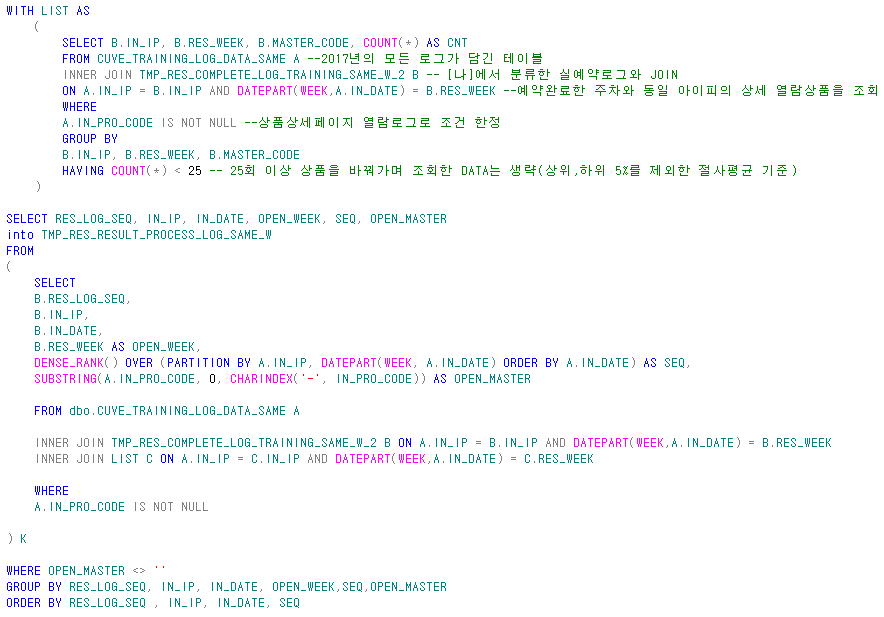 WITH LIST AS
(
SELECT B.IN_IP, B.RES_WEEK, B.MASTER_CODE, COUNT(*) AS CNT
FROM CUVE_TRAINING_LOG_DATA_SAME A --2017년의 모든 로그가 담긴 테이블
INNER JOIN TMP_RES_COMPLETE_LOG_TRAINING_SAME_W_2 B -- [나]에서 분류한 실예약로그와 JOIN
ON A.IN_IP = B.IN_IP AND DATEPART(WEEK,A.IN_DATE) = B.RES_WEEK --예약완료한 주차와 동일 아이피의 상세 열람상품을 조회
WHERE
A.IN_PRO_CODE IS NOT NULL --상품상세페이지 열람로그로 조건 한정
GROUP BY
B.IN_IP, B.RES_WEEK, B.MASTER_CODE
HAVING COUNT(*) < 25 -- 25회 이상 상품을 바꿔가며 조회한 DATA는 생략(상위,하위 5%를 제외한 절사평균 기준)
)
SELECT RES_LOG_SEQ, IN_IP, IN_DATE, OPEN_WEEK, SEQ, OPEN_MASTER
into TMP_RES_RESULT_PROCESS_LOG_SAME_W
FROM
(
SELECT
B.RES_LOG_SEQ,
B.IN_IP,
B.IN_DATE,
B.RES_WEEK AS OPEN_WEEK,
DENSE_RANK() OVER (PARTITION BY A.IN_IP, DATEPART(WEEK, A.IN_DATE) ORDER BY A.IN_DATE) AS SEQ,
SUBSTRING(A.IN_PRO_CODE, 0, CHARINDEX('-', IN_PRO_CODE)) AS OPEN_MASTER
FROM dbo.CUVE_TRAINING_LOG_DATA_SAME A
INNER JOIN TMP_RES_COMPLETE_LOG_TRAINING_SAME_W_2 B ON A.IN_IP = B.IN_IP AND DATEPART(WEEK,A.IN_DATE) = B.RES_WEEK
INNER JOIN LIST C ON A.IN_IP = C.IN_IP AND DATEPART(WEEK,A.IN_DATE) = C.RES_WEEK
WHERE
A.IN_PRO_CODE IS NOT NULL
) K
WHERE OPEN_MASTER <> ''
GROUP BY RES_LOG_SEQ, IN_IP, IN_DATE, OPEN_WEEK,SEQ,OPEN_MASTER
ORDER BY RES_LOG_SEQ , IN_IP, IN_DATE, SEQ